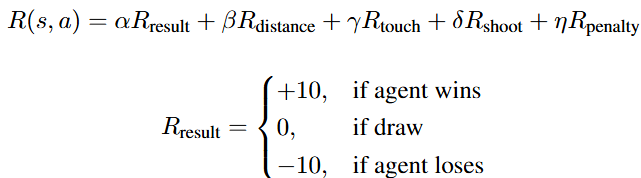 R(s, a) = αR_result + βR_distance + γR_touch + δR_shoot + ηR_penalty
+10, if agent wins
R_result = { 0, if draw
−10, if agent loses